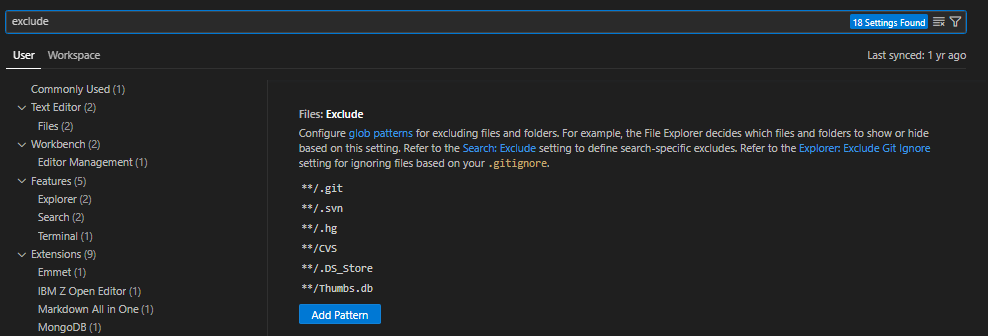 exclude
18 Settings Found
User
Workspace
Last synced: 1 yr ago
Commonly Used (1)
Text Editor (2)
Files (2)
Workbench (2)
Editor Management (1)
Features (5)
Explorer (2)
Search (2)
Terminal (1)
Extensions (9)
Emmet (1)
IBM Z Open Editor (1)
Markdown All in One (1)
MongoDB (1)
Files: Exclude
Configure glob patterns for excluding files and folders. For example, the File Explorer decides which files and folders to show or hide
based on this setting. Refer to the Search: Exclude setting to define search-specific excludes. Refer to the Explorer: Exclude Git Ignore
setting for ignoring files based on your .gitignore.
**/.git
**/.svn
**/.hg
**/CVS
**/.DS_Store
**/Thumbs.db
Add Pattern